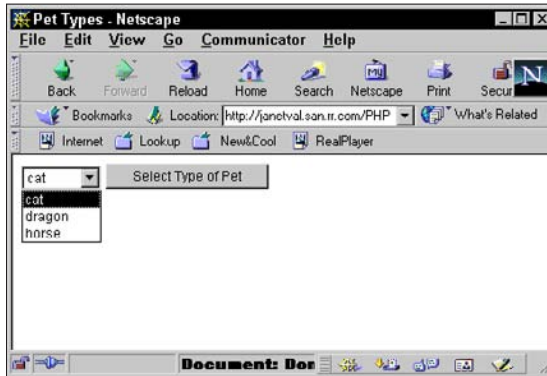 Pet Types - Netscape
File Edit View Go Communicator Help
Back Forward Reload Home Search Netscape Print Secur
Bookmarks Location: http://janetval.san.rr.com/PHP What's Related
Internet Lookup New&Cool RealPlayer
cat Select Type of Pet
cat
dragon
horse
Document: Don